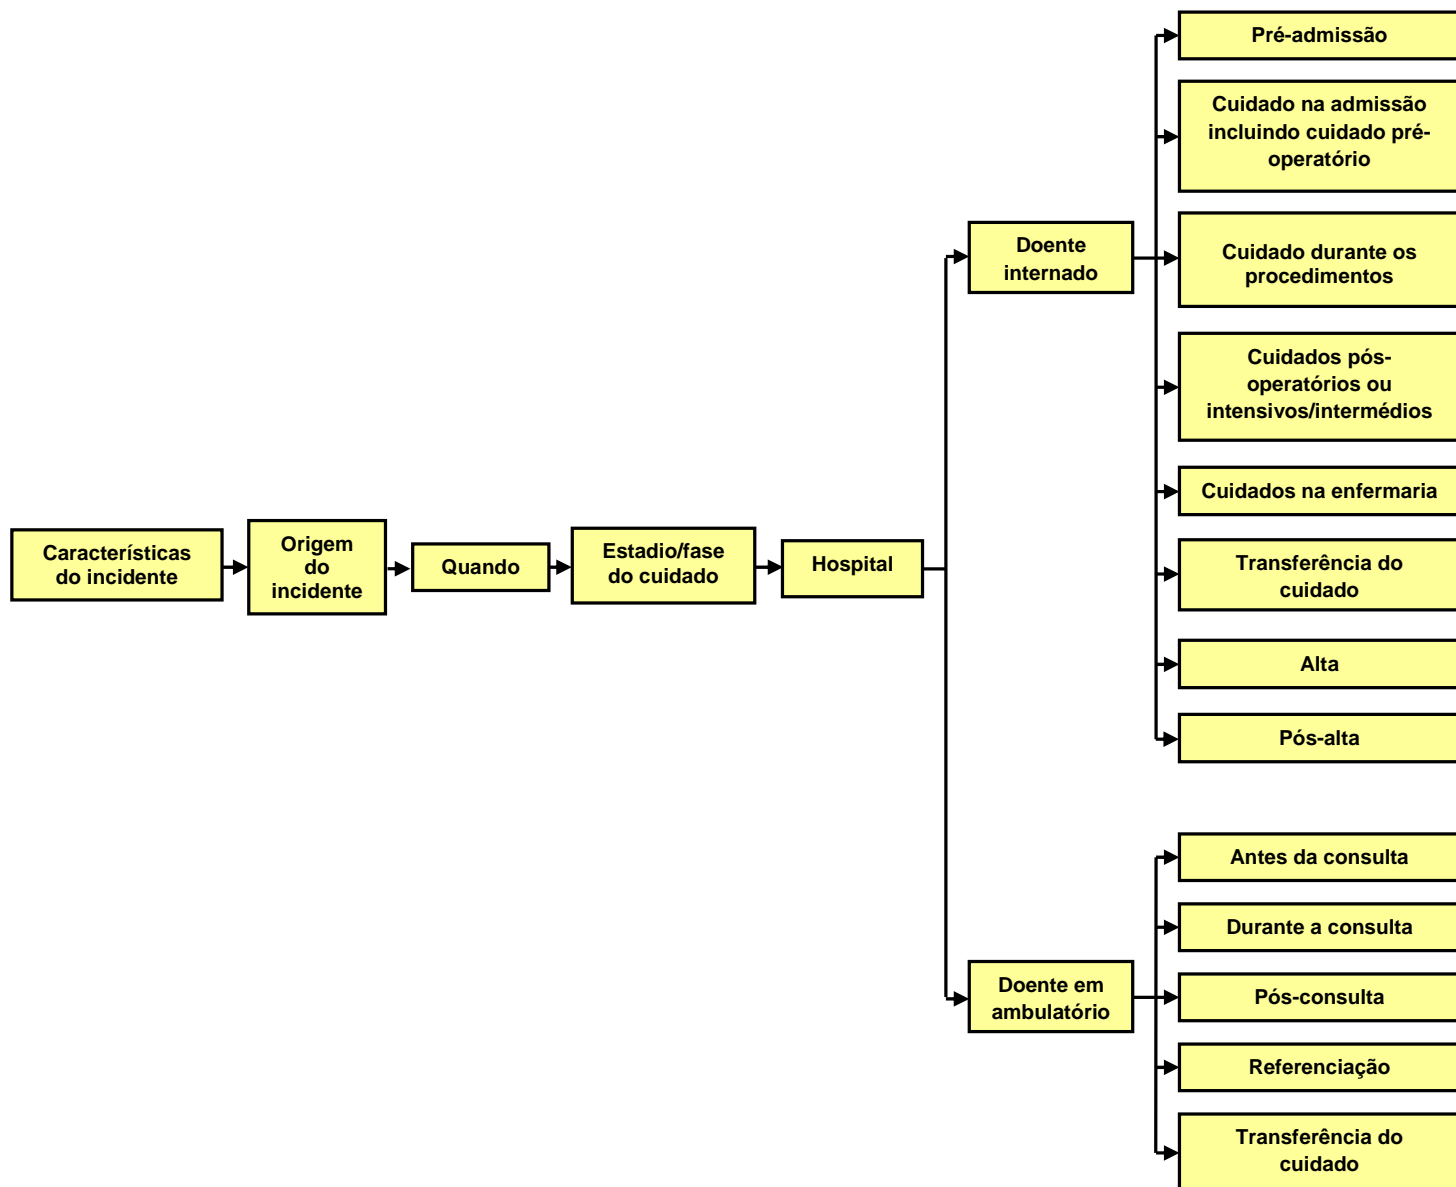 Características
do incidente
Origem
do
incidente
Quando
Estadio/fase
do cuidado
Hospital
Doente
internado
Pré-admissão
Cuidado na admissão
incluindo cuidado pré-
operatório
Cuidado durante os
procedimentos
Cuidados pós-
operatórios ou
intensivos/intermédios
Cuidados na enfermaria
Transferência do
cuidado
Alta
Pós-alta
Doente em
ambulatório
Antes da consulta
Durante a consulta
Pós-consulta
Referenciação
Transferência do
cuidado